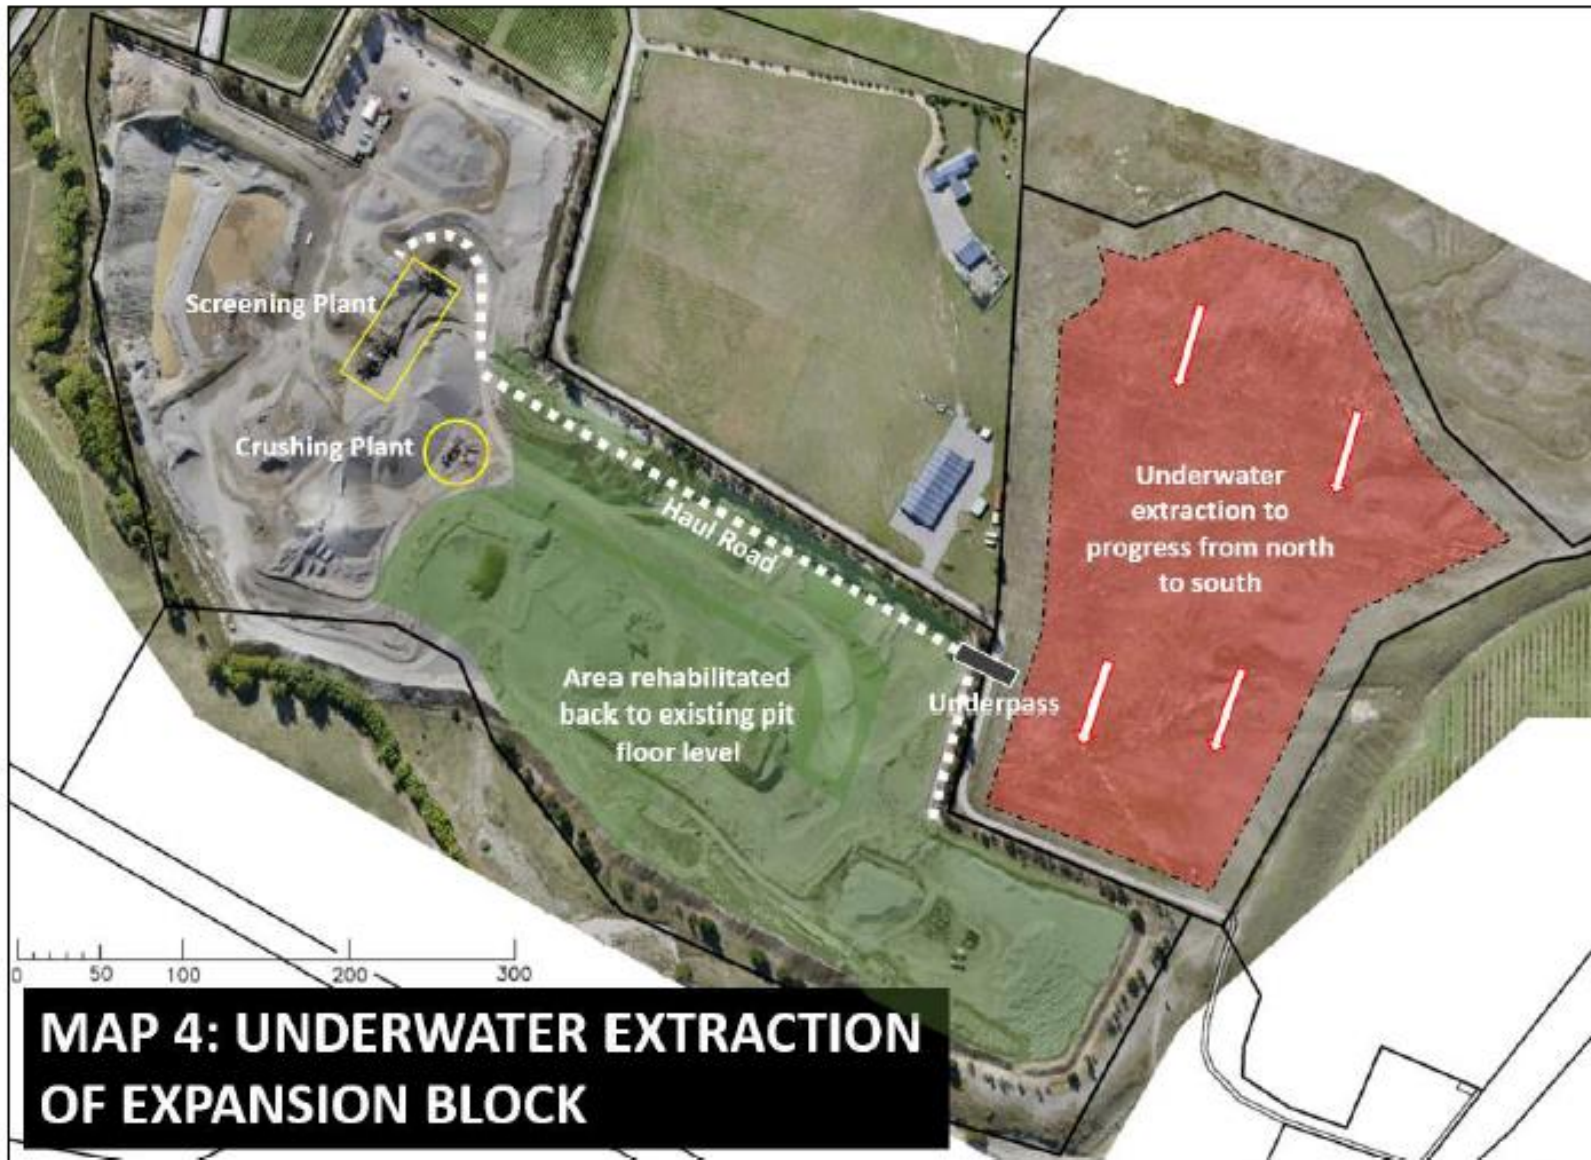 Screening Plant
Crushing Plant
Haul Road
Underwater
extraction to
progress from north
to south
Area rehabilitated
back to existing pit
floor level
Underpass
0 50 100 200 300
MAP 4: UNDERWATER EXTRACTION
OF EXPANSION BLOCK